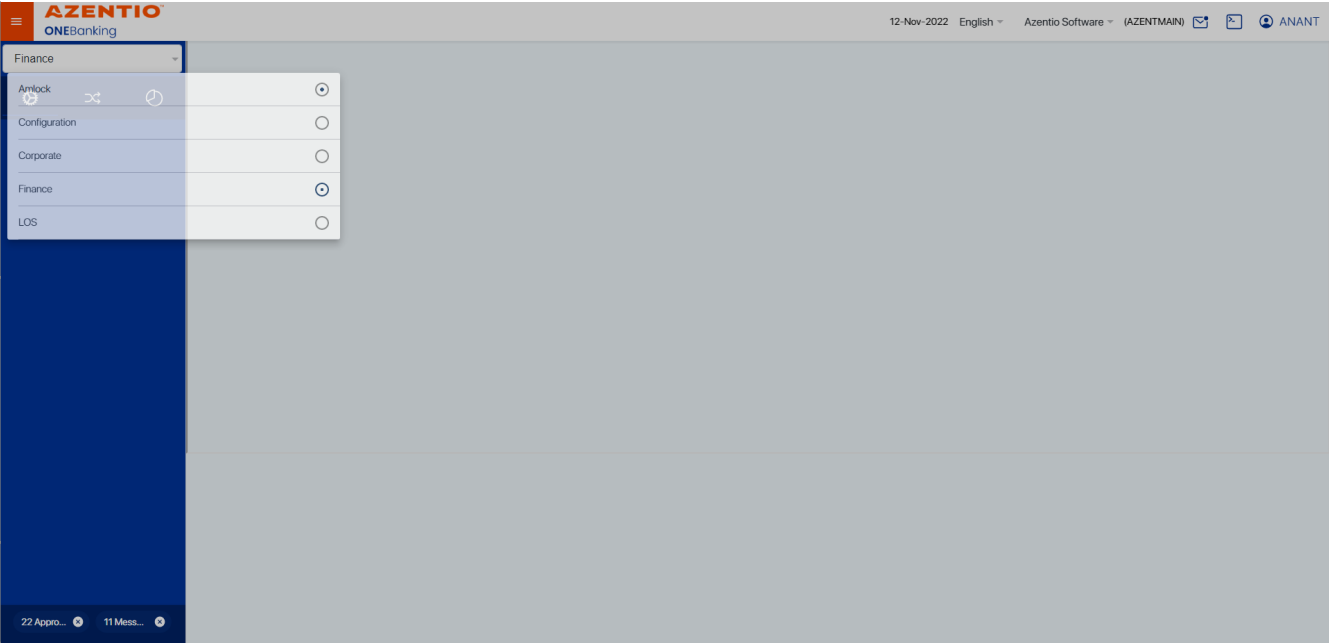 AZENTIO
ONEBanking
12-Nov-2022 English Azentio Software (AZENTMAIN) ANANT
Finance
Amlock
Configuration
Corporate
Finance
LOS
22 Appro... 11 Mess...